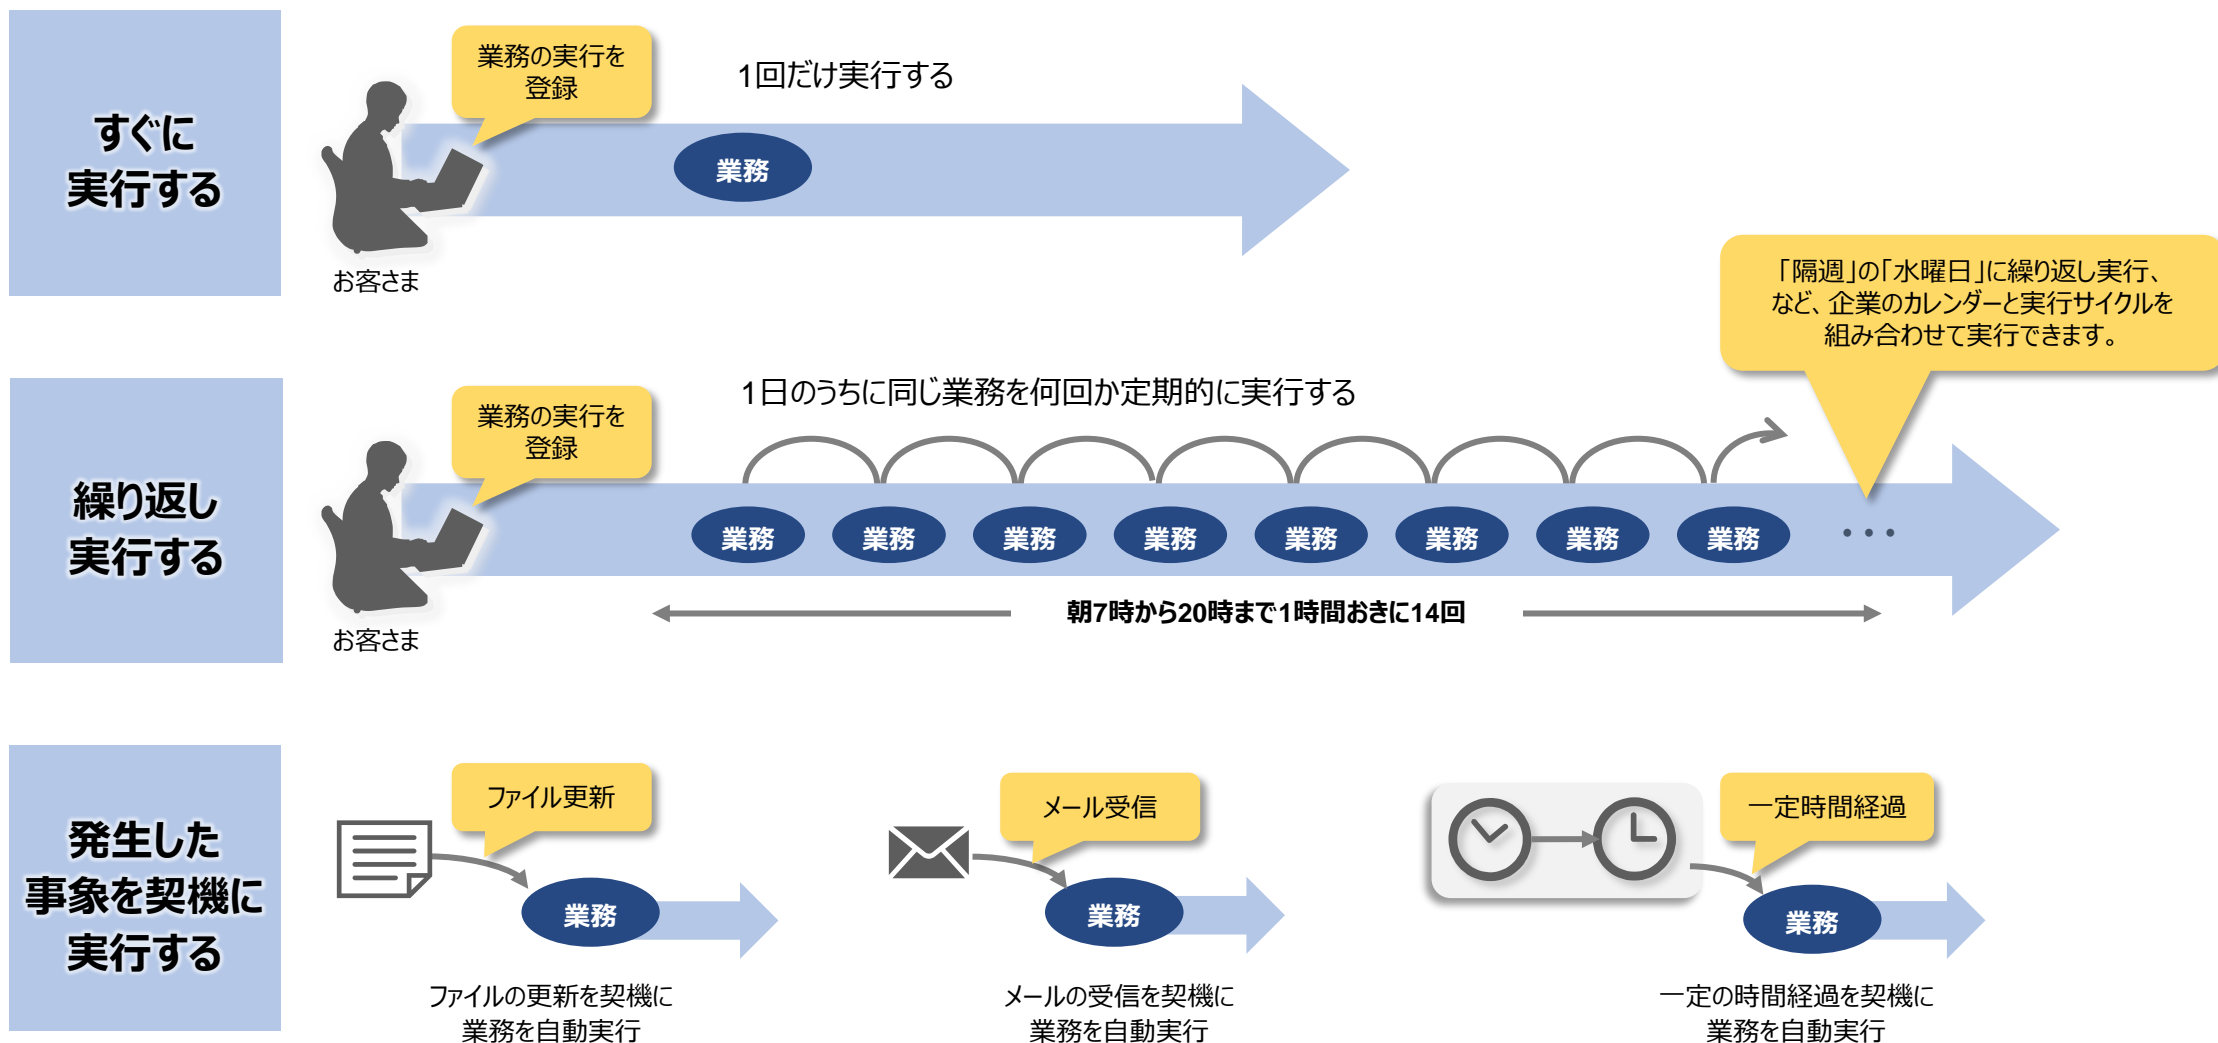 すぐに
実行する
業務の実行を
登録
1回だけ実行する
業務
お客さま
「隔週」の「水曜日」に繰り返し実行、
など、企業のカレンダーと実行サイクルを
組み合わせて実行できます。
繰り返し
実行する
業務の実行を
登録
1日のうちに同じ業務を何回か定期的に実行する
業務 業務 業務 業務 業務 業務 業務 業務 ・・・
朝7時から20時まで1時間おきに14回
お客さま
発生した
事象を契機に
実行する
ファイル更新
業務
ファイルの更新を契機に
業務を自動実行
メール受信
業務
メールの受信を契機に
業務を自動実行
一定時間経過
業務
一定の時間経過を契機に
業務を自動実行